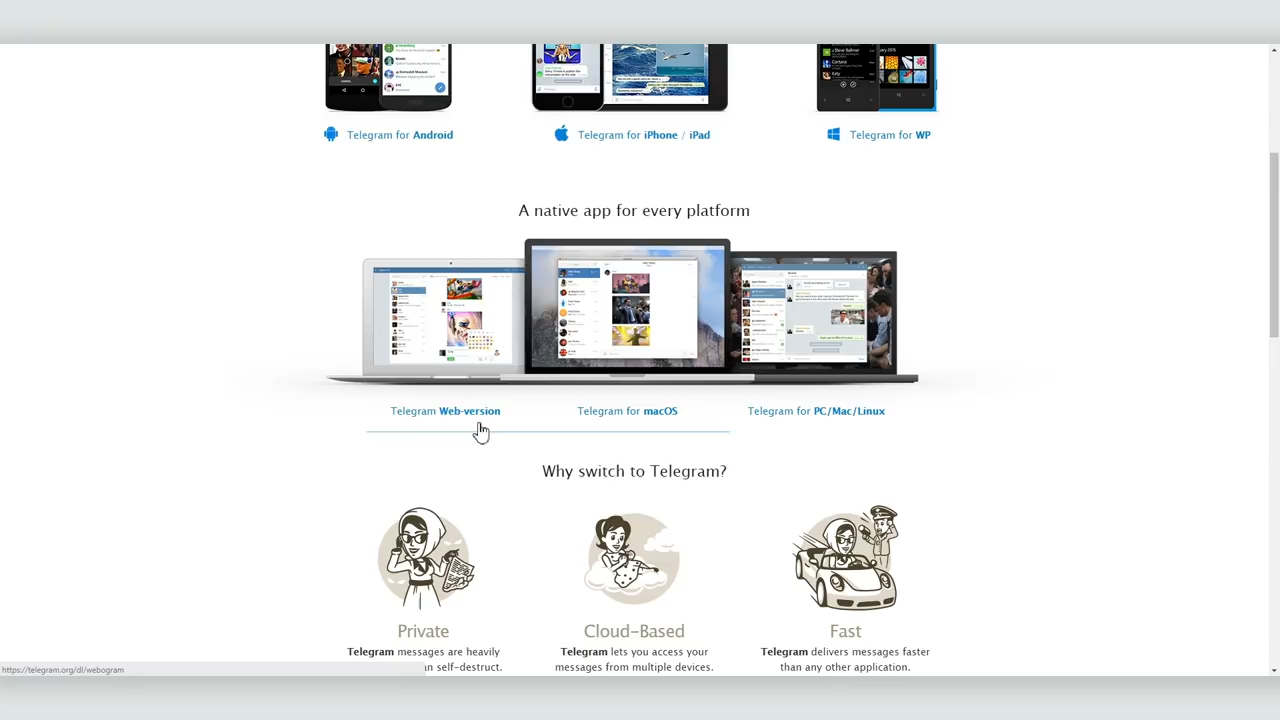 Telegram for Android
Telegram for iPhone / iPad
Telegram for WP
A native app for every platform
Telegram Web-version
Telegram for macOS
Telegram for PC/Mac/Linux
Why switch to Telegram?
Private
Cloud-Based
Fast
Telegram messages are heavily
Telegram lets you access your
Telegram delivers messages faster
an self-destruct.
messages from multiple devices.
than any other application.
https://telegram.org/dl/webogram